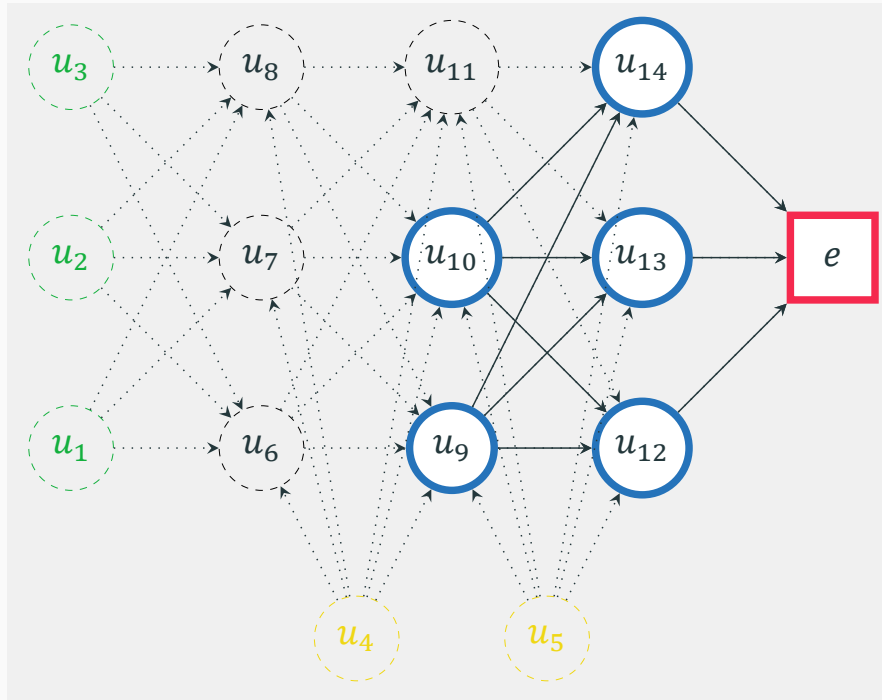 u₃ u₈ u₁₁ u₁₄
u₂ u₇ u₁₀ u₁₃ e
u₁ u₆ u₉ u₁₂
u₄ u₅